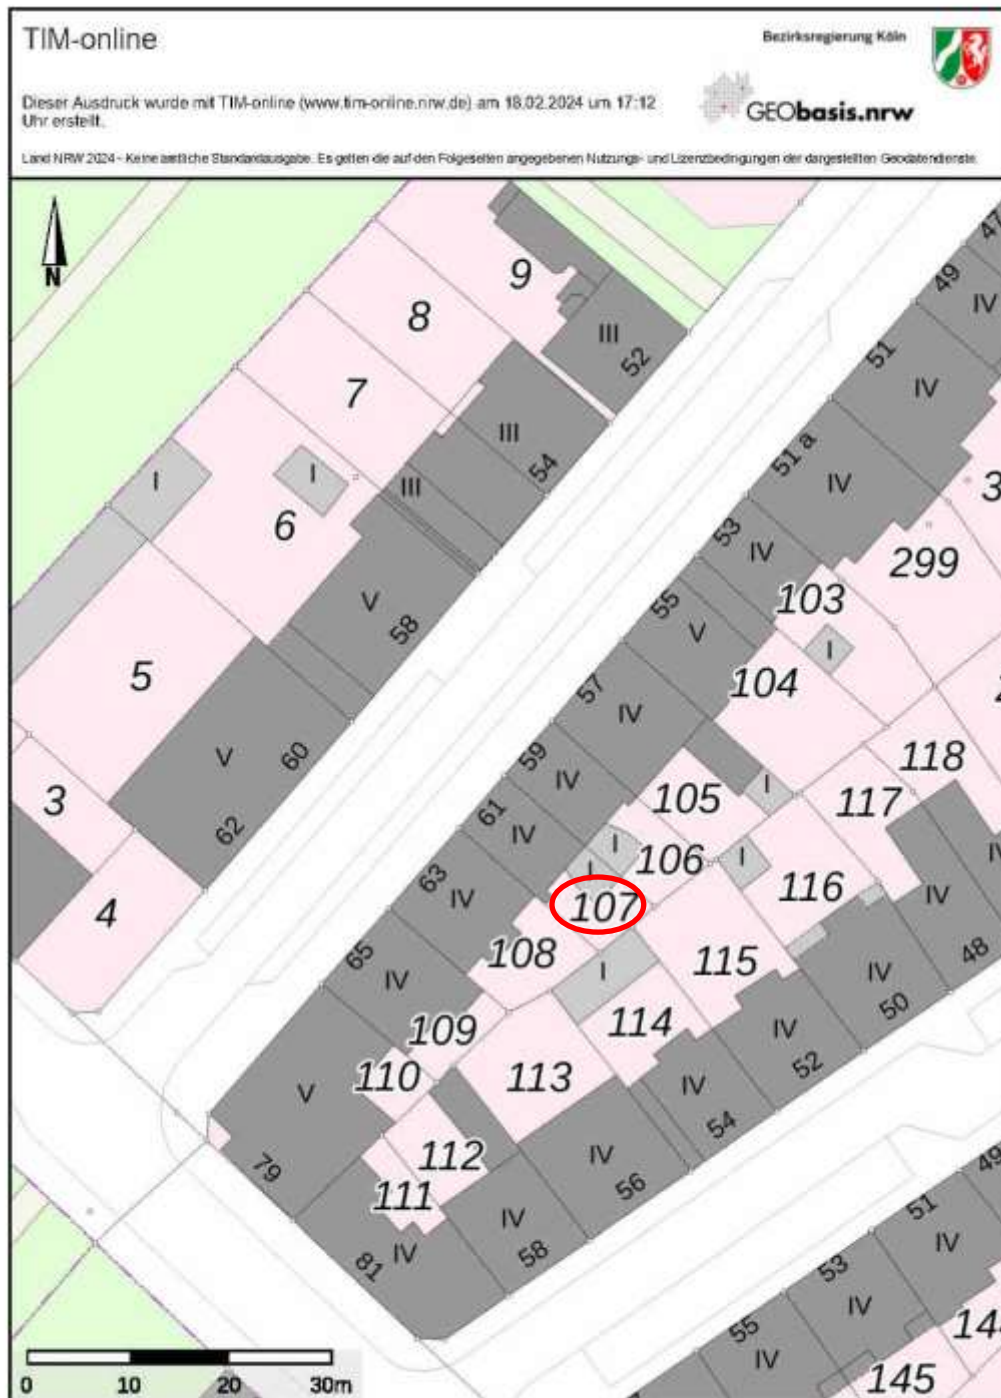 TIM-online
Bezirksregierung Köln
Dieser Ausdruck wurde mit TIM-online (www.tim-online.nrw.de) am 18.02.2024 um 17:12
Uhr erstellt.
GEObasis.nrw
Land NRW 2024 - Keine amtliche Standardausgabe. Es gelten die auf den Folgeseiten angegebenen Nutzungs- und Lizenzbedingungen der dargestellten Geodatendienste.
N
9
8
7
6
5
3
4
I
I
III
52
III
54
III
V
58
V
60
62
47
49
IV
51
IV
51 a
IV
53
IV
55
V
57
IV
59
IV
61
IV
63
IV
65
IV
V
79
81
IV
299
103
I
104
I
105
I
I
106
107
108
109
110
111
112
113
114
I
115
I
116
117
118
IV
IV
48
IV
50
IV
52
IV
54
IV
56
IV
58
49
51
IV
53
IV
55
IV
145
0 10 20 30m